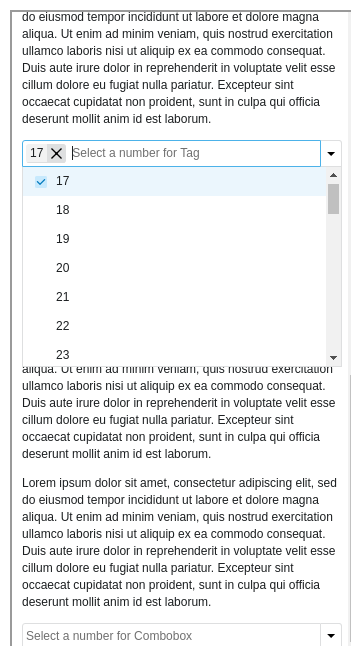 do eiusmod tempor incididunt ut labore et dolore magna
aliqua. Ut enim ad minim veniam, quis nostrud exercitation
ullamco laboris nisi ut aliquip ex ea commodo consequat.
Duis aute irure dolor in reprehenderit in voluptate velit esse
cillum dolore eu fugiat nulla pariatur. Excepteur sint
occaecat cupidatat non proident, sunt in culpa qui officia
deserunt mollit anim id est laborum.
17 Select a number for Tag
17
18
19
20
21
22
23
aliqua. Ut enim ad minim veniam, quis nostrud exercitation
ullamco laboris nisi ut aliquip ex ea commodo consequat.
Duis aute irure dolor in reprehenderit in voluptate velit esse
cillum dolore eu fugiat nulla pariatur. Excepteur sint
occaecat cupidatat non proident, sunt in culpa qui officia
deserunt mollit anim id est laborum.
Lorem ipsum dolor sit amet, consectetur adipiscing elit, sed
do eiusmod tempor incididunt ut labore et dolore magna
aliqua. Ut enim ad minim veniam, quis nostrud exercitation
ullamco laboris nisi ut aliquip ex ea commodo consequat.
Duis aute irure dolor in reprehenderit in voluptate velit esse
cillum dolore eu fugiat nulla pariatur. Excepteur sint
occaecat cupidatat non proident, sunt in culpa qui officia
deserunt mollit anim id est laborum.
Select a number for Combobox